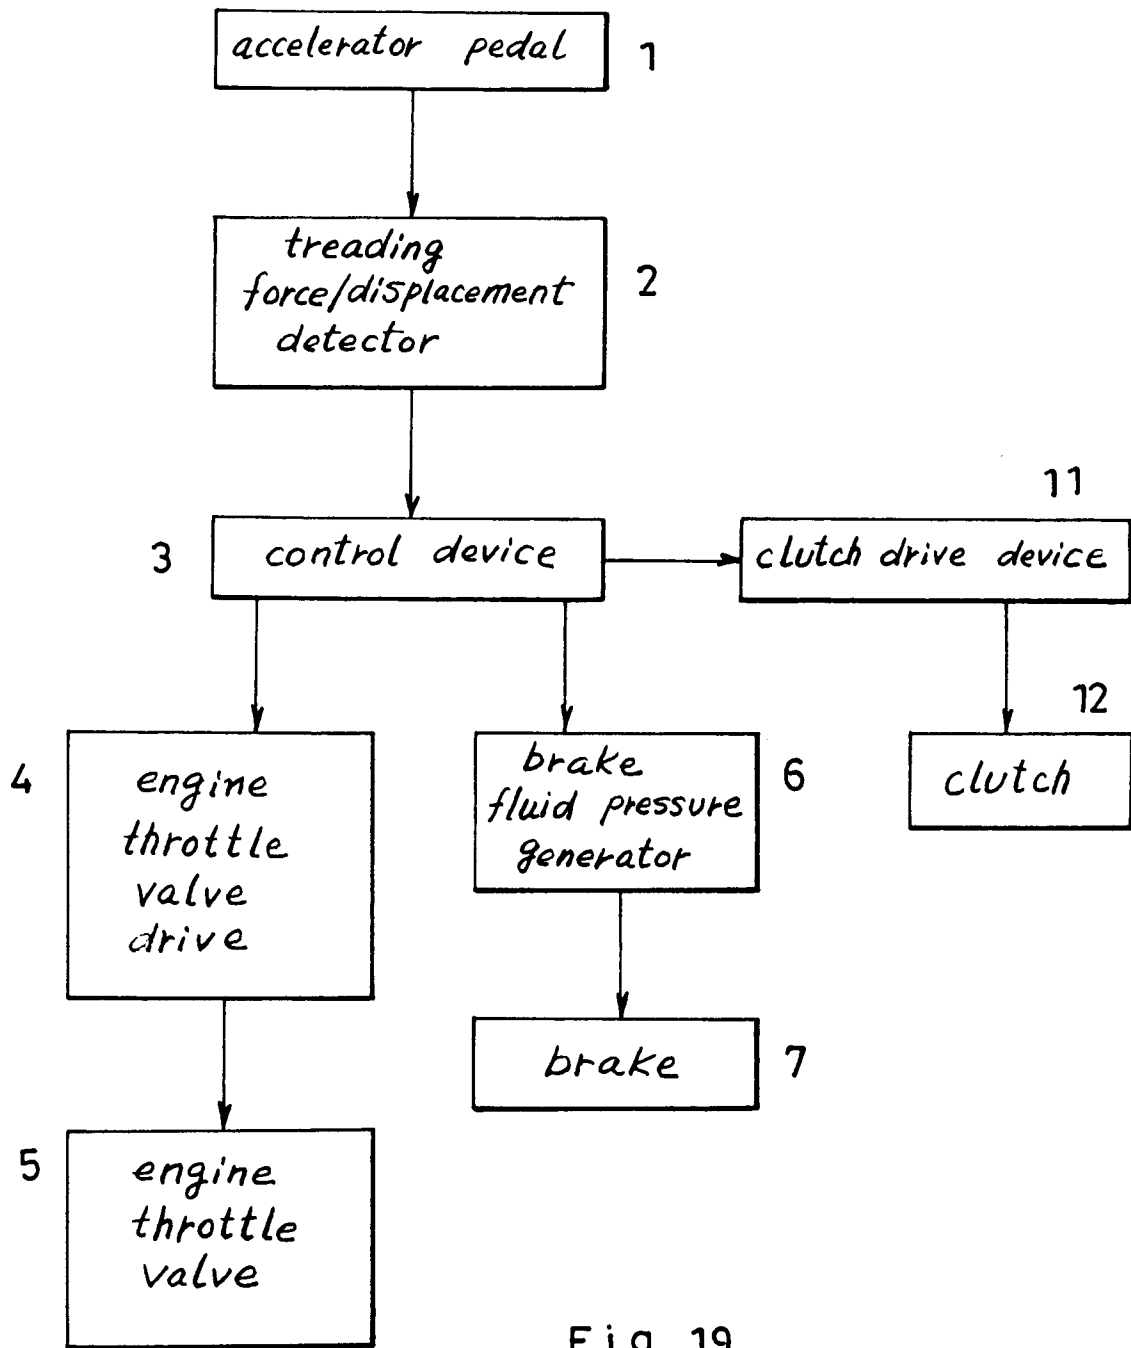 accelerator pedal
1
treading
force/displacement
detector
2
11
3
control device
clutch drive device
12
4
engine
throttle
valve
drive
brake
fluid pressure
generator
6
clutch
brake
7
5
engine
throttle
valve
Fig. 19